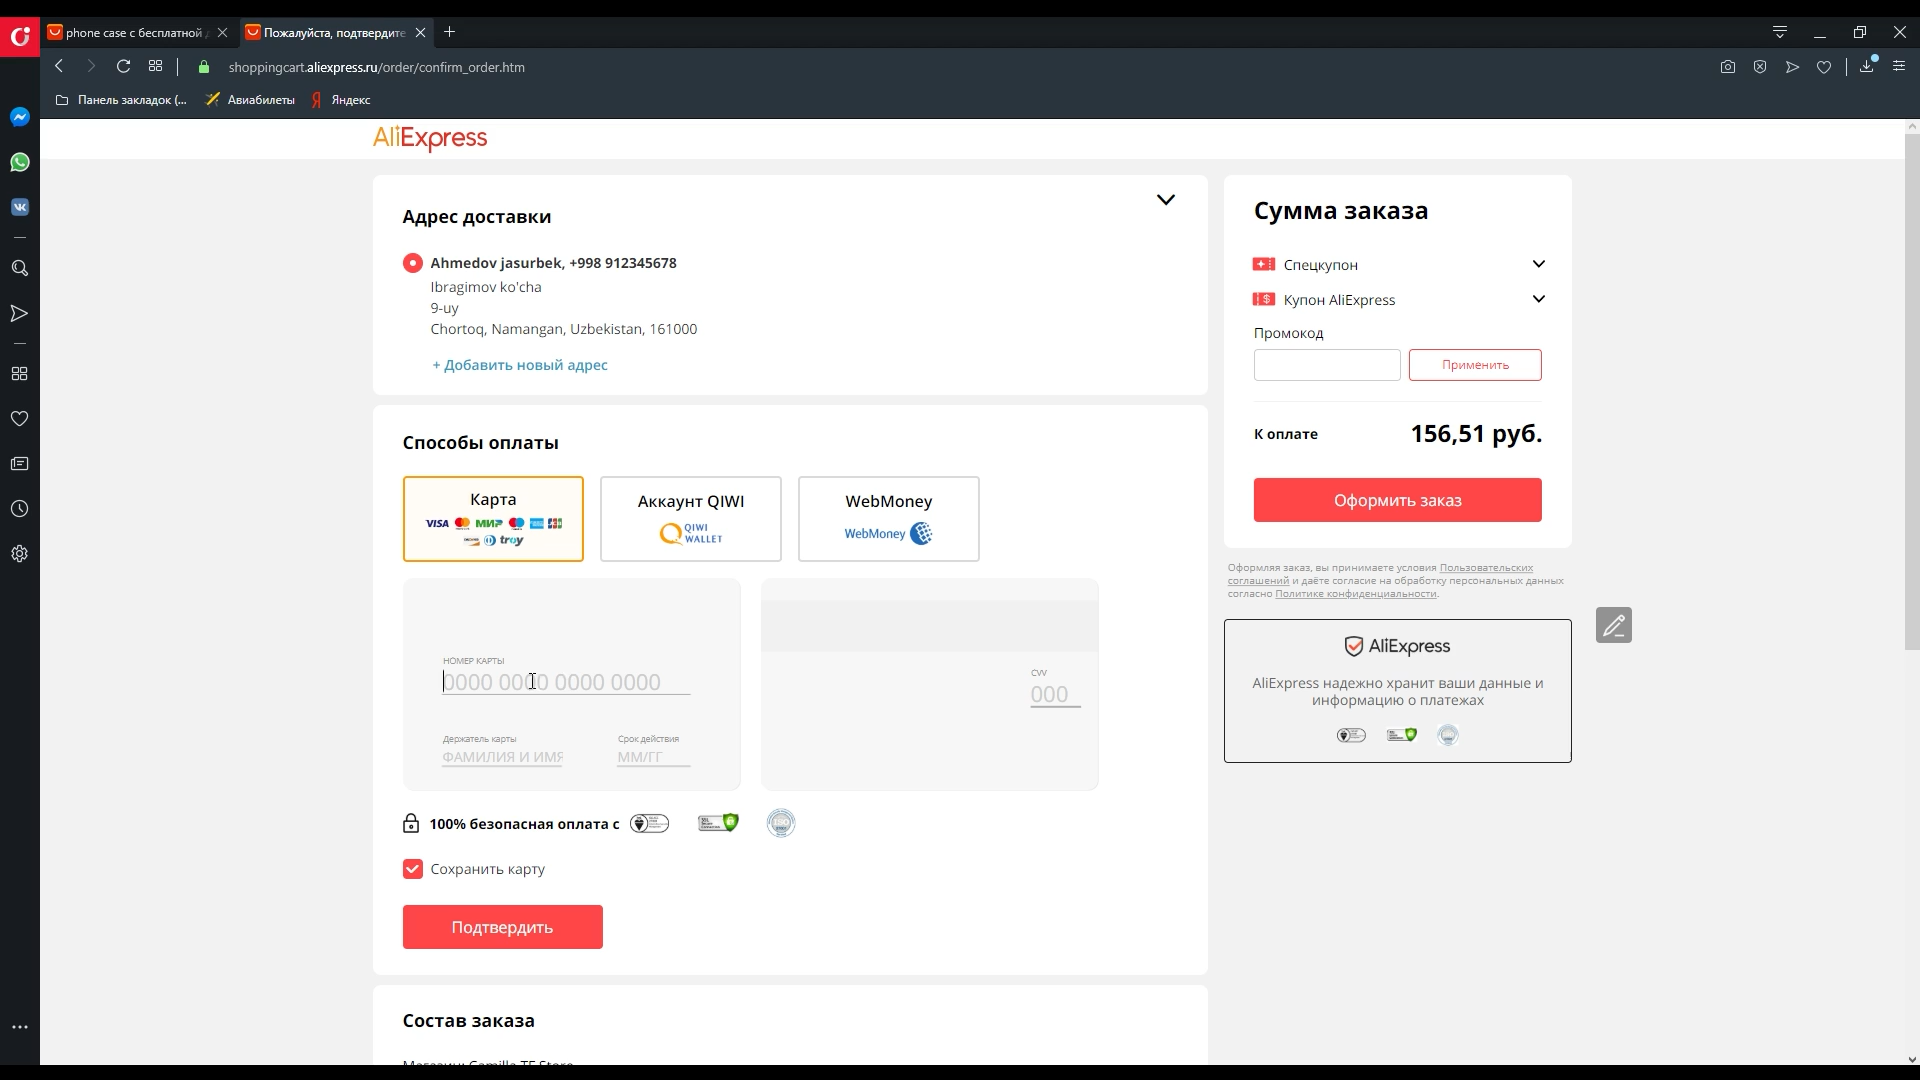 phone case с бесплатной
Пожалуйста, подтвердите
shoppingcart.aliexpress.ru/order/confirm_order.htm
Панель закладок (...
Авиабилеты
Яндекс
AliExpress
Адрес доставки
Ahmedov jasurbek, +998 912345678
Ibragimov ko'cha
9-uy
Chortoq, Namangan, Uzbekistan, 161000
+ Добавить новый адрес
Способы оплаты
Карта
VISA МИР
DISCOVER troy
Аккаунт QIWI
QIWI
WALLET
WebMoney
WebMoney
НОМЕР КАРТЫ
0000 0000 0000 0000
Держатель карты
ФАМИЛИЯ И ИМЯ
Срок действия
ММ/ГГ
CVV
000
100% безопасная оплата с
Сохранить карту
Подтвердить
Состав заказа
Магазин: Camille TF Store
Сумма заказа
Спецкупон
Купон AliExpress
Промокод
Применить
К оплате
156,51 руб.
Оформить заказ
Оформляя заказ, вы принимаете условия Пользовательских
соглашений и даёте согласие на обработку персональных данных
согласно Политике конфиденциальности.
AliExpress
AliExpress надежно хранит ваши данные и
информацию о платежах